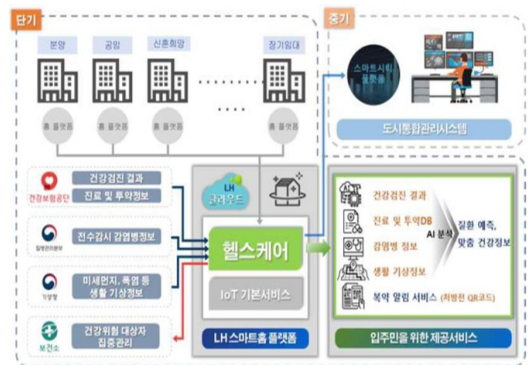 단기
분양
공임
신혼희망
장기임대
홈 플랫폼
홈 플랫폼
홈 플랫폼
홈 플랫폼
중기
스마트시티
플랫폼
도시통합관리시스템
건강보험공단
건강검진 결과
진료 및 투약정보
질병관리본부
전수감시 감염병정보
기상청
미세먼지, 폭염 등
생활 기상정보
보건소
건강위험 대상자
집중관리
LH
클라우드
헬스케어
IoT 기본서비스
LH 스마트홈 플랫폼
건강검진 결과
진료 및 투약DB
감염병 정보
생활 기상정보
복약 알림 서비스 (처방전 QR코드)
AI 분석
질환 예측,
맞춤 건강정보
입주민을 위한 제공서비스